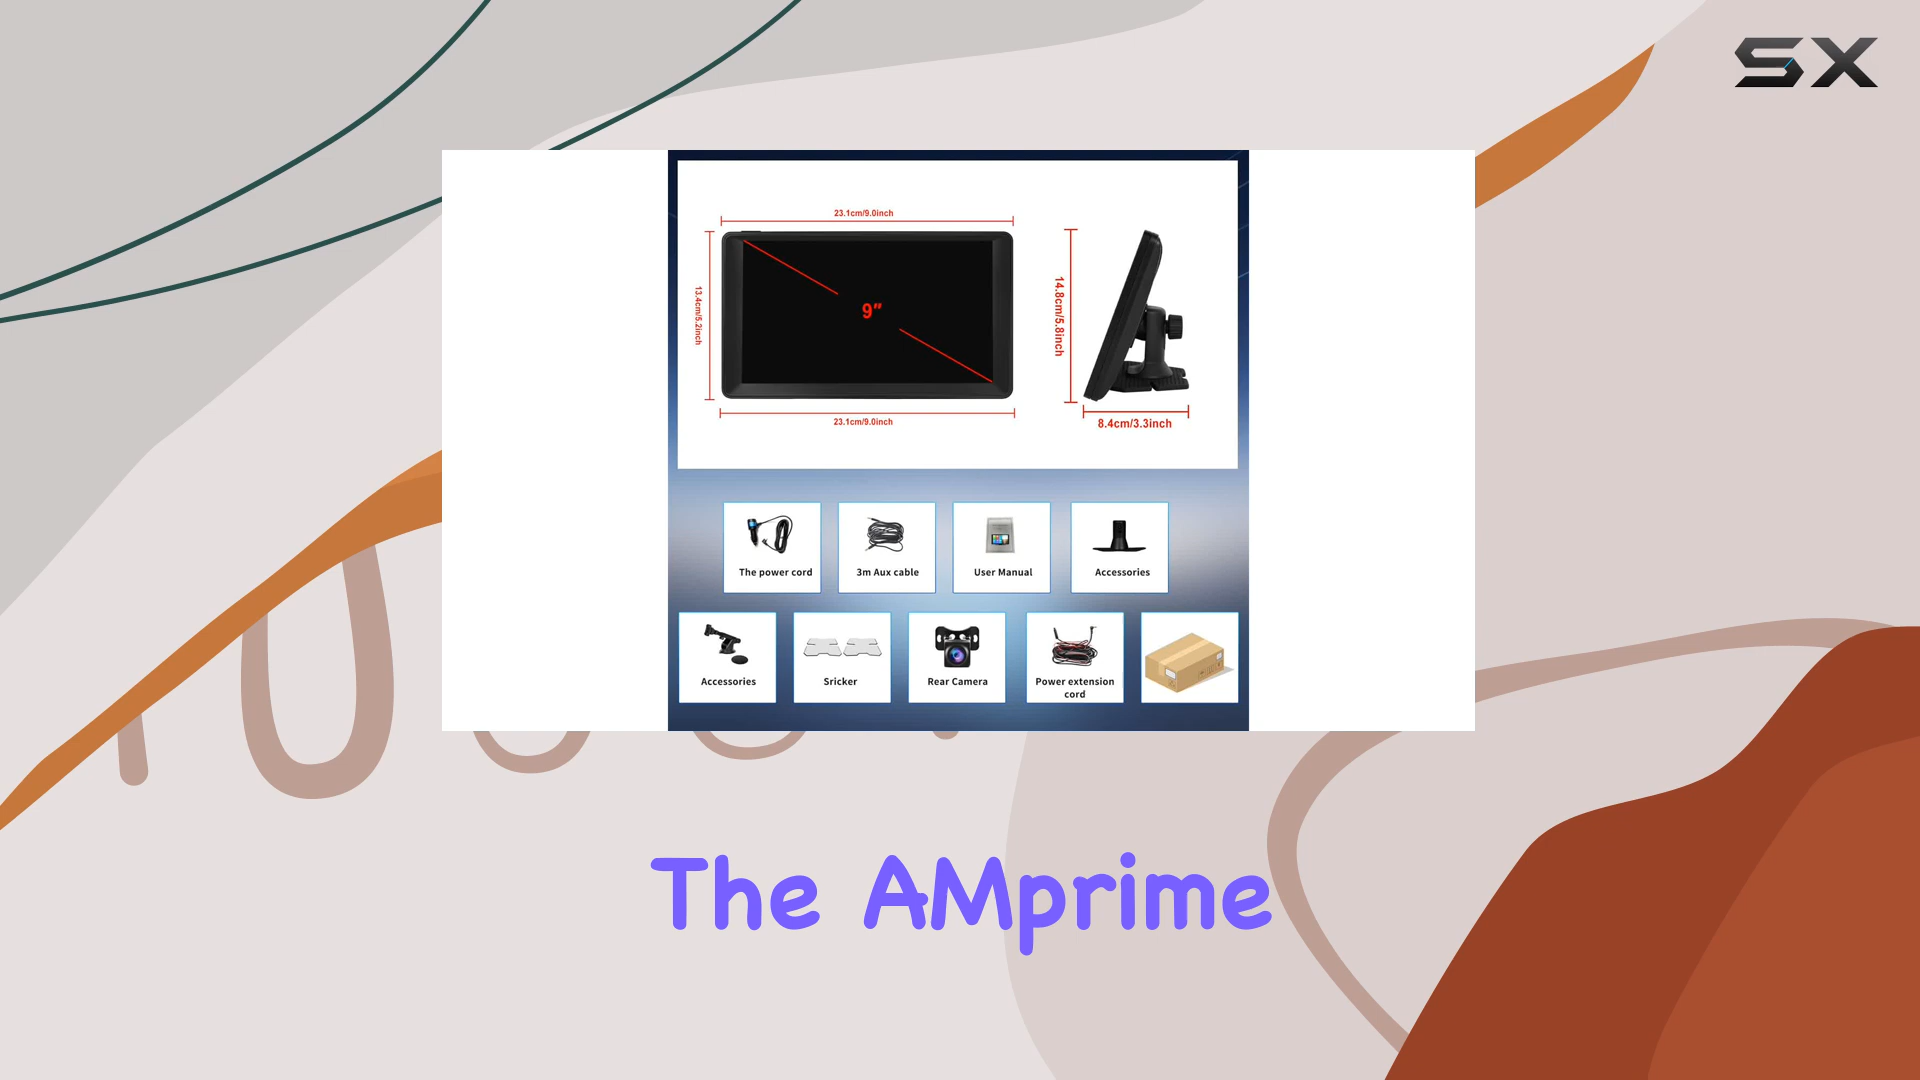 SX
23.1cm/9.0inch
13.4cm/5.2inch
9″
14.8cm/5.8inch
23.1cm/9.0inch
8.4cm/3.3inch
The power cord
3m Aux cable
User Manual
Accessories
Accessories
Sricker
Rear Camera
Power extension
cord
The AMprime